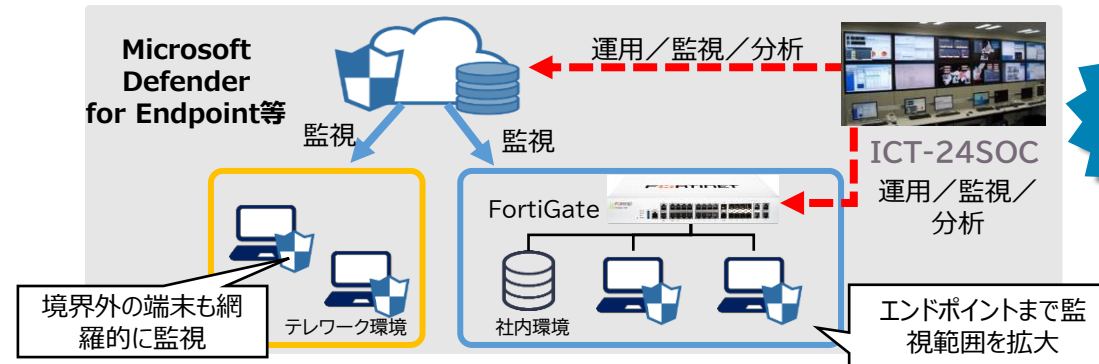 Microsoft
Defender
for Endpoint等
運用／監視／分析
監視
監視
ICT-24SOC
運用／監視／
分析
FORTINET
FortiGate
境界外の端末も網
羅的に監視
テレワーク環境
社内環境
エンドポイントまで監
視範囲を拡大